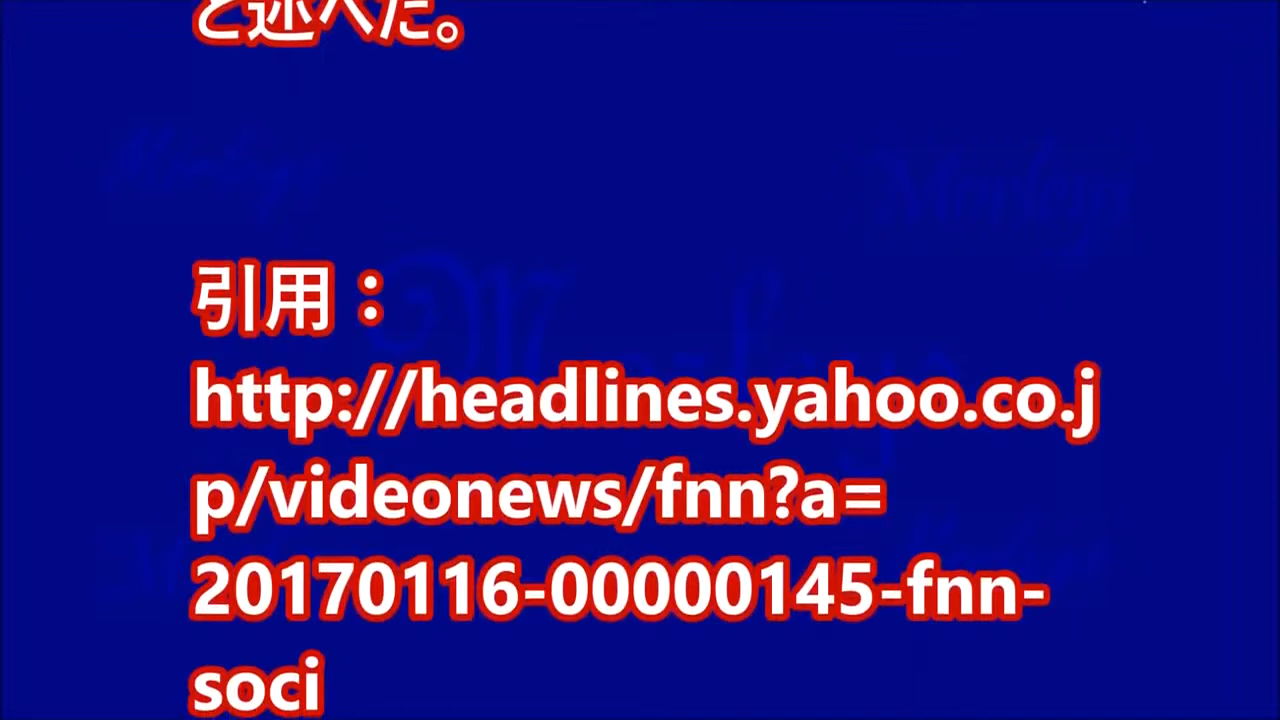 と述べた。
引用：
http://headlines.yahoo.co.j
p/videonews/fnn?a=
20170116-00000145-fnn-
soci